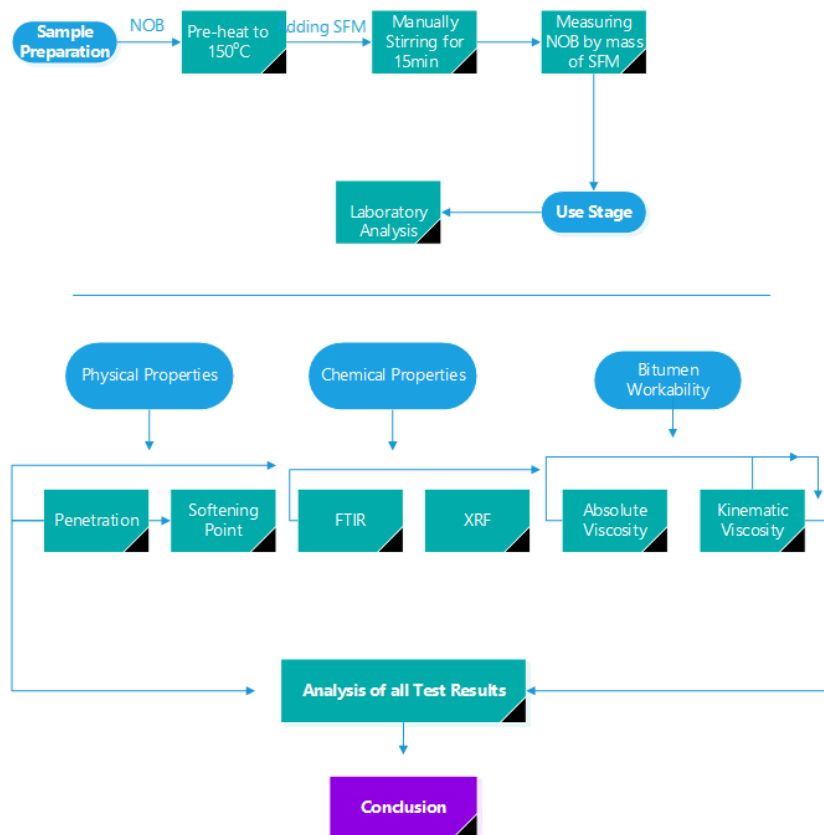 Sample
Preparation
NOB
Pre-heat to
150⁰C
dding SFM
Manually
Stirring for
15min
Measuring
NOB by mass
of SFM
Laboratory
Analysis
Use Stage
Physical Properties
Chemical Properties
Bitumen
Workability
Penetration
Softening
Point
FTIR
XRF
Absolute
Viscosity
Kinematic
Viscosity
Analysis of all Test Results
Conclusion